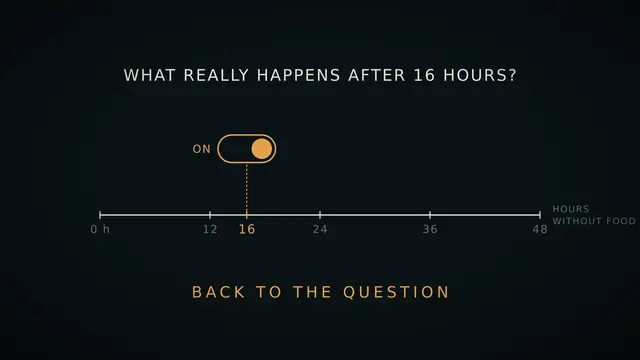 WHAT REALLY HAPPENS AFTER 16 HOURS?
ON
HOURS
WITHOUT FOOD
0 h 12 16 24 36 48
BACK TO THE QUESTION